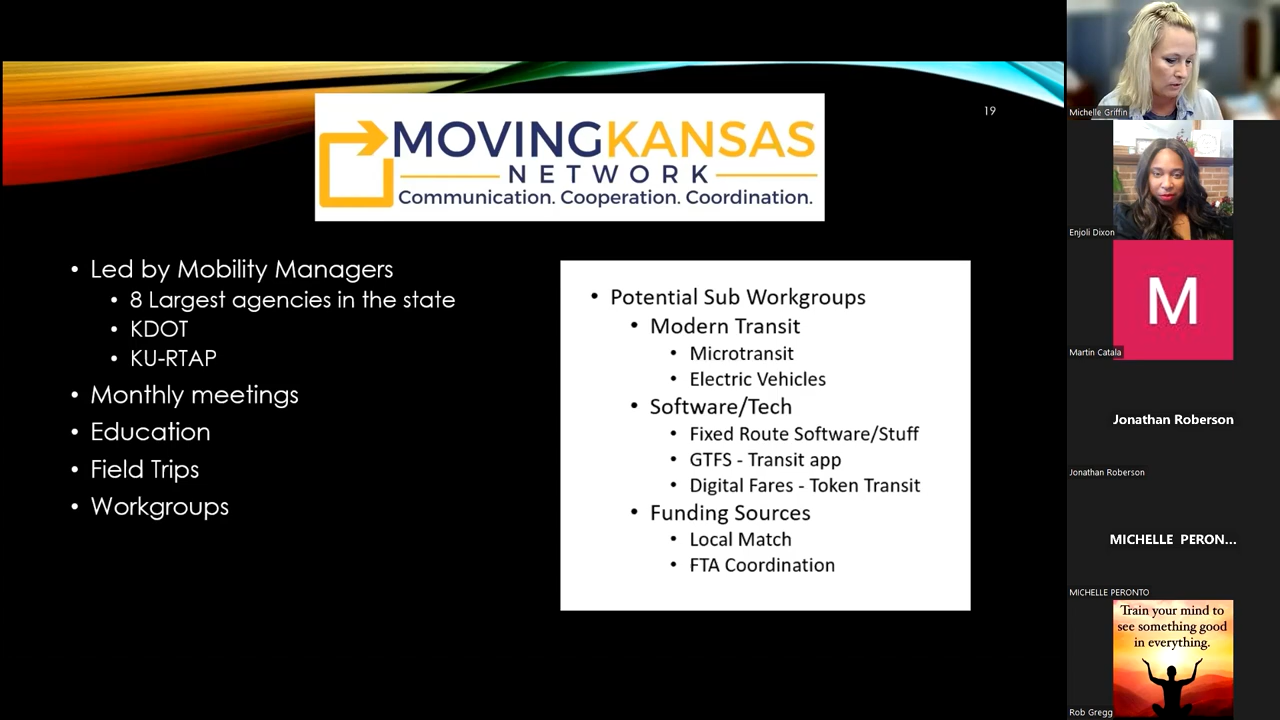 19
MOVINGKANSAS
NETWORK
Communication. Cooperation. Coordination.
• Led by Mobility Managers
• 8 Largest agencies in the state
• KDOT
• KU-RTAP
• Monthly meetings
• Education
• Field Trips
• Workgroups
• Potential Sub Workgroups
• Modern Transit
• Microtransit
• Electric Vehicles
• Software/Tech
• Fixed Route Software/Stuff
• GTFS - Transit app
• Digital Fares - Token Transit
• Funding Sources
• Local Match
• FTA Coordination
Michelle Griffin
Enjoli Dixon
M
Martin Catala
Jonathan Roberson
Jonathan Roberson
MICHELLE PERON...
MICHELLE PERONTO
Train your mind to
see something good
in everything.
Rob Gregg